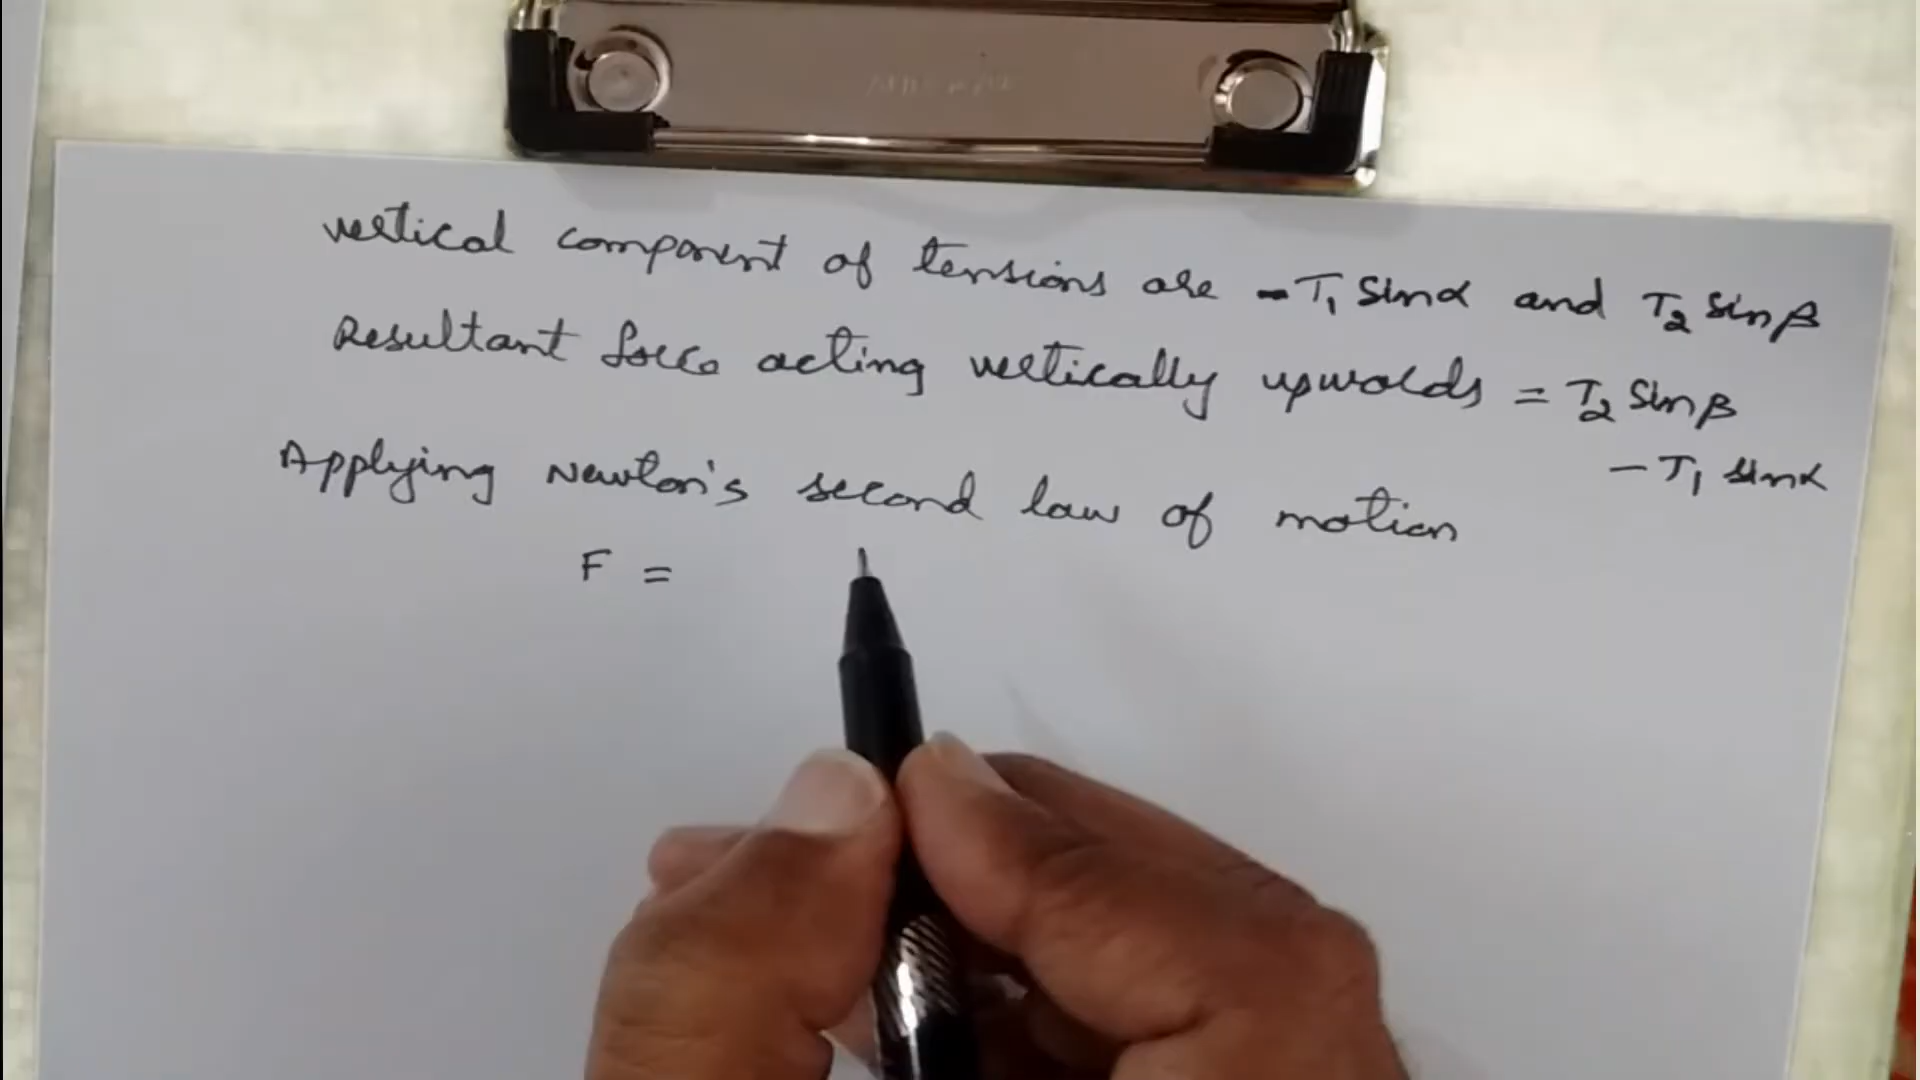 vertical component of tensions are -T₁ sinα and T₂ sinβ
Resultant force acting vertically upwards = T₂ sinβ
- T₁ sinα
Applying Newton's second law of motion
F =